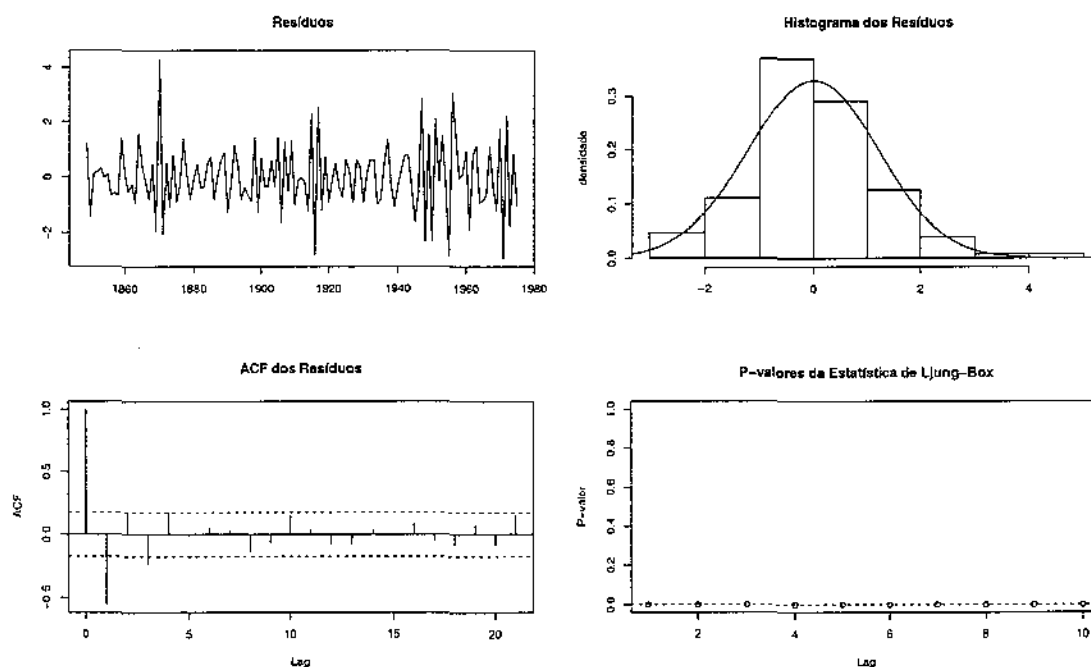 Resíduos
4
2
0
-2
1860 1880 1900 1920 1940 1960 1980
Histograma dos Resíduos
densidade
0.3
0.2
0.1
0.0
-2 0 2 4
ACF dos Resíduos
ACF
1.0
0.5
0.0
-0.5
0 5 10 15 20
Lag
P-valores da Estatística de Ljung-Box
P-valor
1.0
0.8
0.6
0.4
0.2
0.0
2 4 6 8 10
Lag